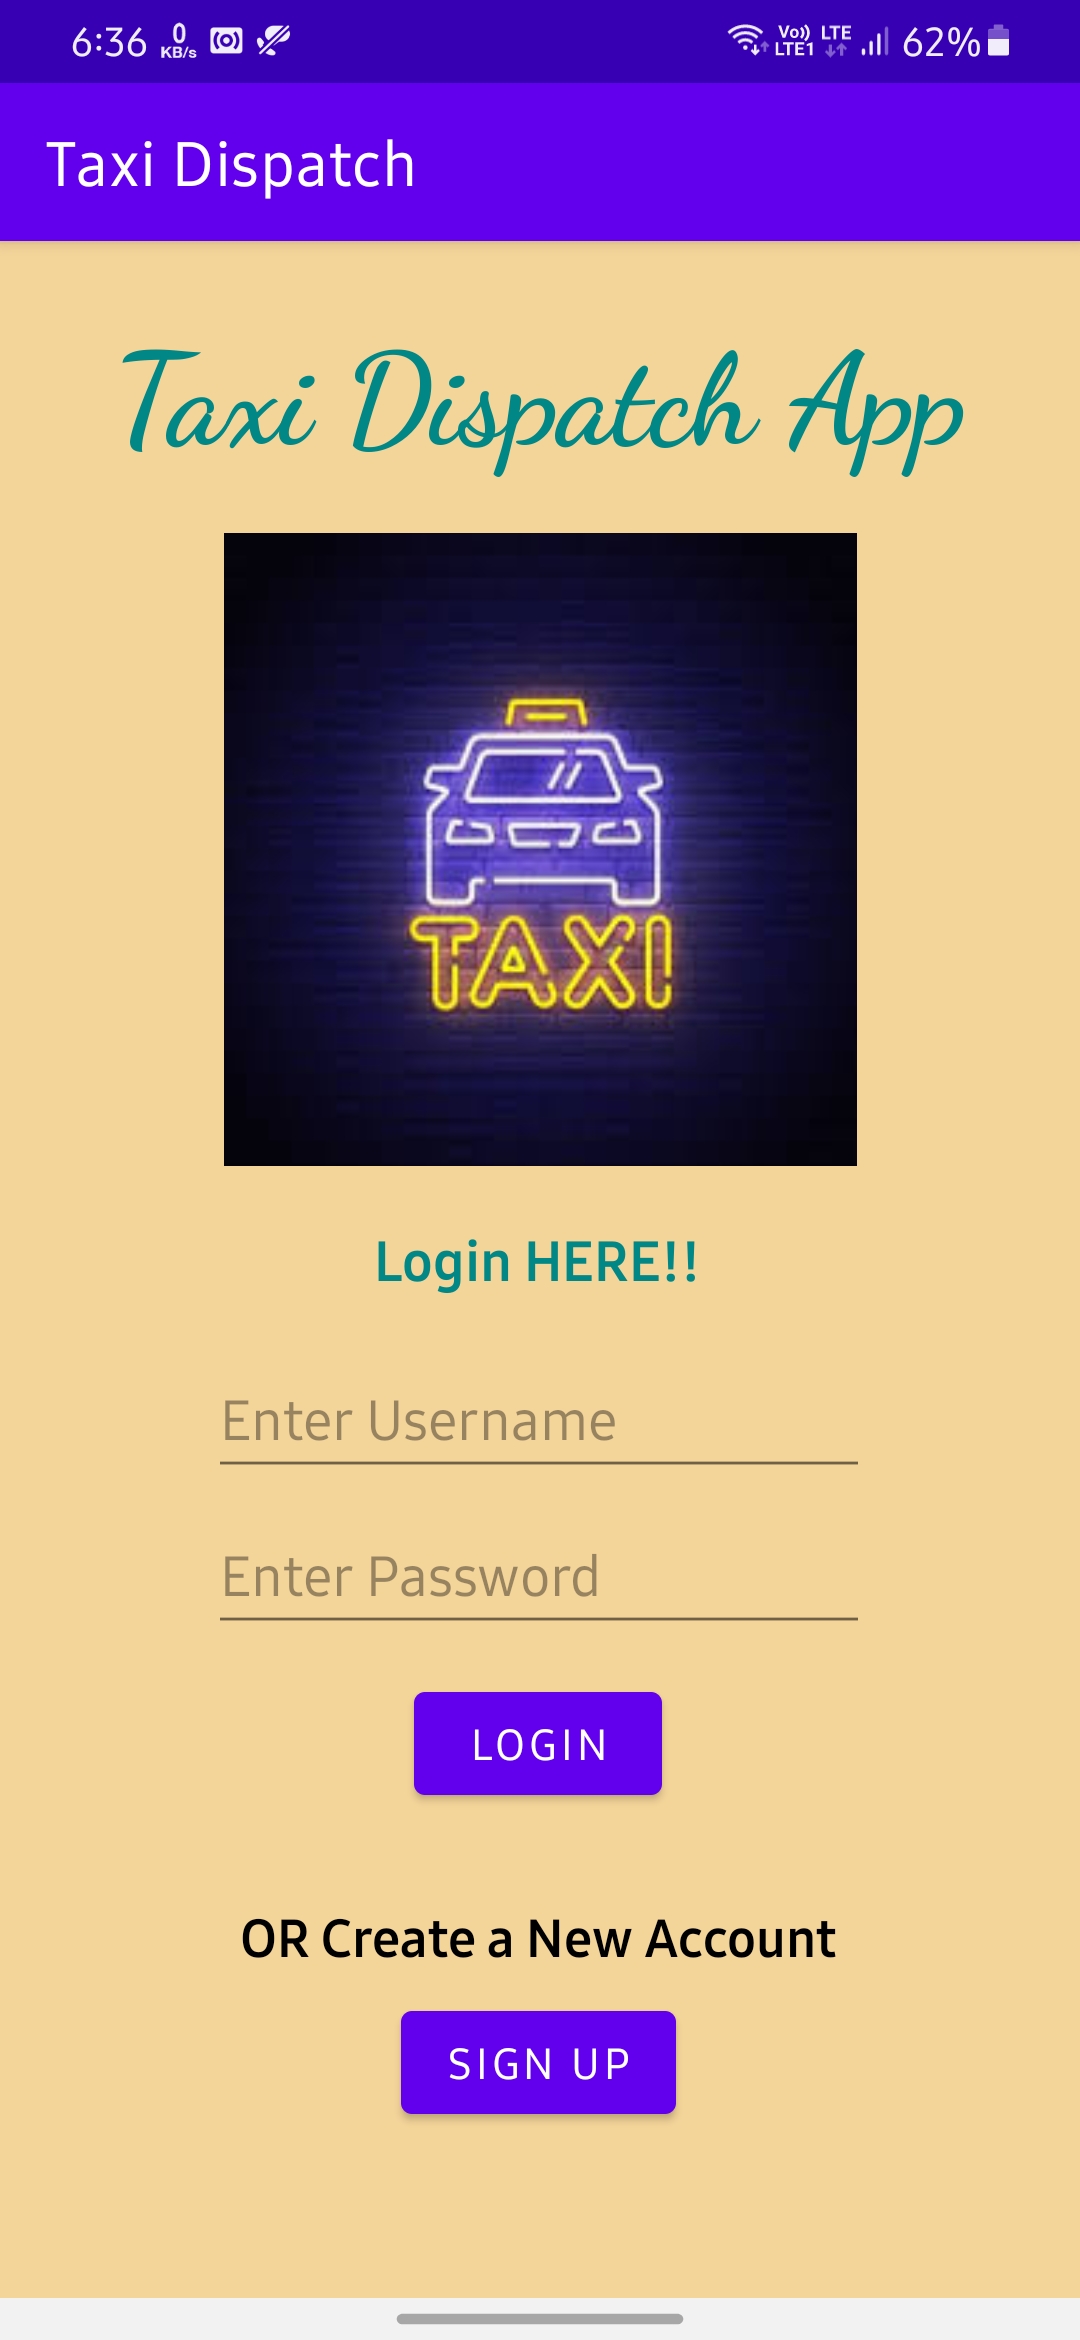 6:36 0 KB/s Vo)) LTE1 LTE 62%
Taxi Dispatch
Taxi Dispatch App
TAXI
Login HERE!!
Enter Username
Enter Password
LOGIN
OR Create a New Account
SIGN UP